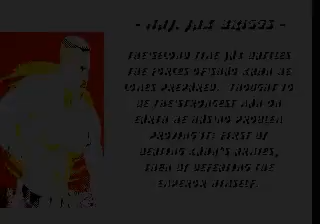 - MAJ. JAX BRIGGS -
THE SECOND TIME JAX BATTLES
THE FORCES OF SHAO KAHN HE
COMES PREPARED. THOUGHT TO
BE THE STRONGEST MAN ON
EARTH HE HAS NO PROBLEM
PROVING IT: FIRST BY
BEATING KAHN'S ARMIES,
THEN BY DEFEATING THE
EMPEROR HIMSELF.